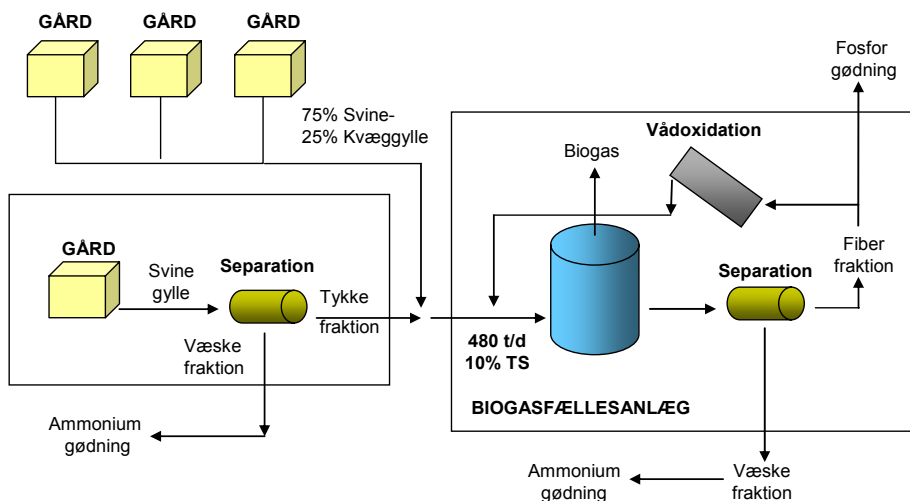 GÅRD
GÅRD
GÅRD
75% Svine-
25% Kvæggylle
Fosfor
gødning
Vådoxidation
Biogas
GÅRD
Svine
gylle
Separation
Tykke
fraktion
Væske
fraktion
Ammonium
gødning
480 t/d
10% TS
Separation
Fiber
fraktion
BIOGASFÆLLESANLÆG
Ammonium
gødning
Væske
fraktion